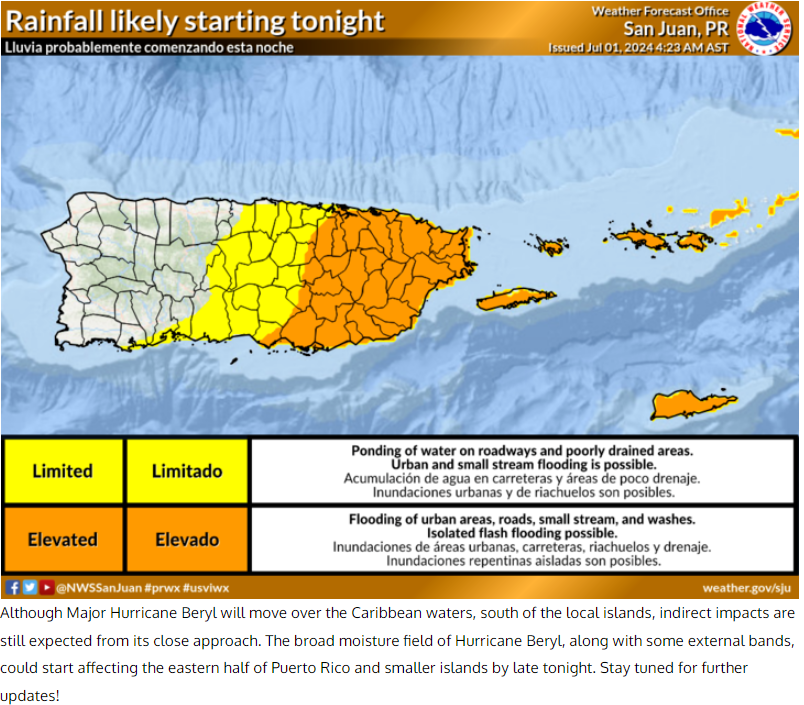 Rainfall likely starting tonight
Lluvia probablemente comenzando esta noche
Weather Forecast Office
San Juan, PR
Issued Jul 01, 2024 4:23 AM AST
NATIONAL WEATHER SERVICE
Limited
Limitado
Ponding of water on roadways and poorly drained areas.
Urban and small stream flooding is possible.
Acumulación de agua en carreteras y áreas de poco drenaje.
Inundaciones urbanas y de riachuelos son posibles.
Elevated
Elevado
Flooding of urban areas, roads, small stream, and washes.
Isolated flash flooding possible.
Inundaciones de áreas urbanas, carreteras, riachuelos y drenaje.
Inundaciones repentinas aisladas son posibles.
@NWSSanJuan #prwx #usviwx
weather.gov/sju
Although Major Hurricane Beryl will move over the Caribbean waters, south of the local islands, indirect impacts are
still expected from its close approach. The broad moisture field of Hurricane Beryl, along with some external bands,
could start affecting the eastern half of Puerto Rico and smaller islands by late tonight. Stay tuned for further
updates!